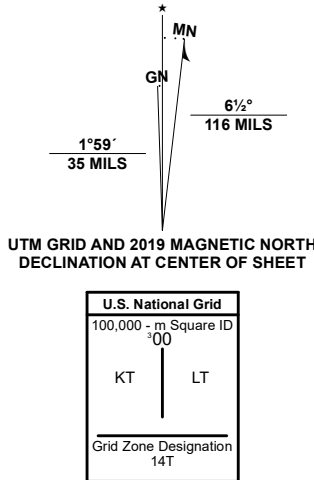 ★
MN
GN
6½°
116 MILS
1°59´
35 MILS
UTM GRID AND 2019 MAGNETIC NORTH
DECLINATION AT CENTER OF SHEET
U.S. National Grid
100,000 - m Square ID
³00
KT LT
Grid Zone Designation
14T